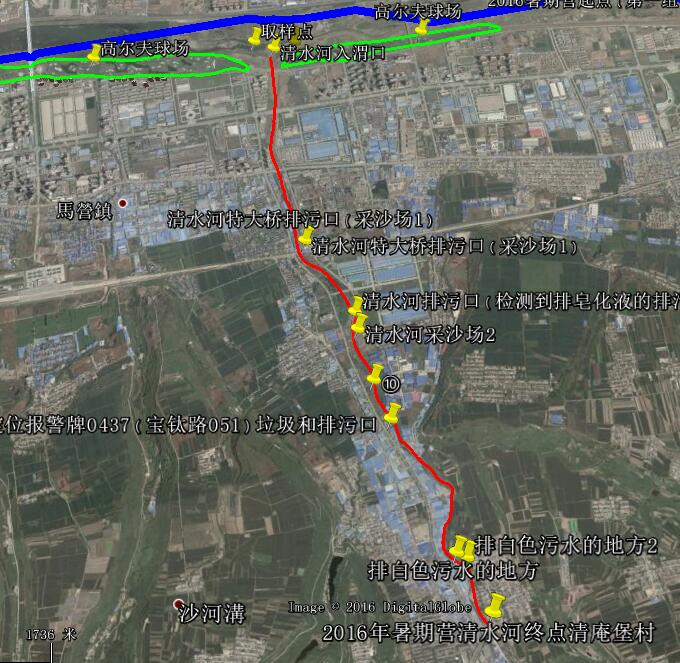 2016暑期营起点(第一组
高尔夫球场
取样点
高尔夫球场
清水河入渭口
馬營鎮
清水河特大桥排污口(采沙场1)
清水河特大桥排污口(采沙场1)
清水河排污口(检测到排皂化液的排
清水河采沙场2
⑩
位报警牌0437(宝钛路051)垃圾和排污口
排白色污水的地方2
排白色污水的地方
Image © 2016 DigitalGlobe
沙河溝
1736 米
2016年暑期营清水河终点清庵堡村